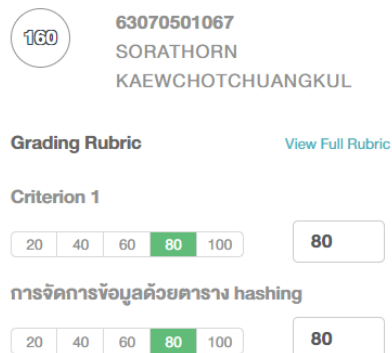 160
63070501067
SORATHORN
KAEWCHOTCHUANGKUL
Grading Rubric View Full Rubric
Criterion 1
20 40 60 80 100 80
การจัดการข้อมูลด้วยตาราง hashing
20 40 60 80 100 80